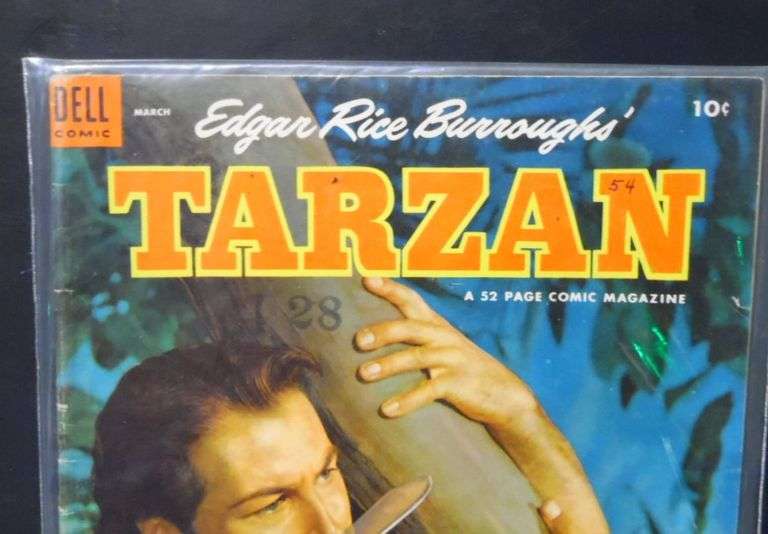 DELL
COMIC
MARCH
Edgar Rice Burroughs'
10¢
TARZAN
54
A 52 PAGE COMIC MAGAZINE
28